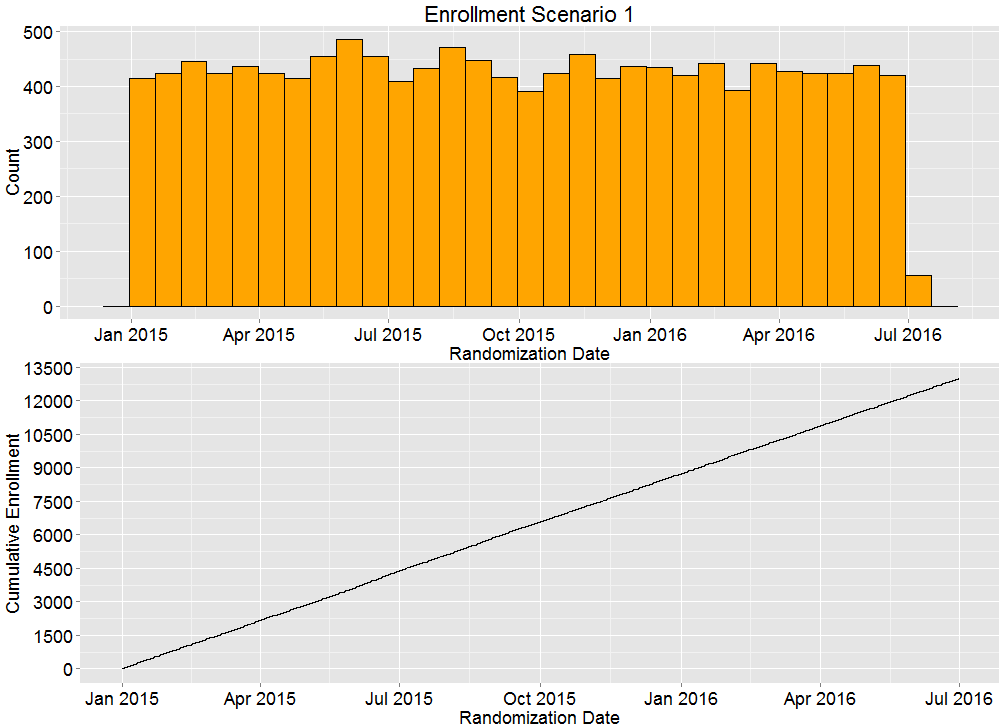 Enrollment Scenario 1
Count
500
400
300
200
100
0
Jan 2015 Apr 2015 Jul 2015 Oct 2015 Jan 2016 Apr 2016 Jul 2016
Randomization Date
Cumulative Enrollment
13500
12000
10500
9000
7500
6000
4500
3000
1500
0
Jan 2015 Apr 2015 Jul 2015 Oct 2015 Jan 2016 Apr 2016 Jul 2016
Randomization Date